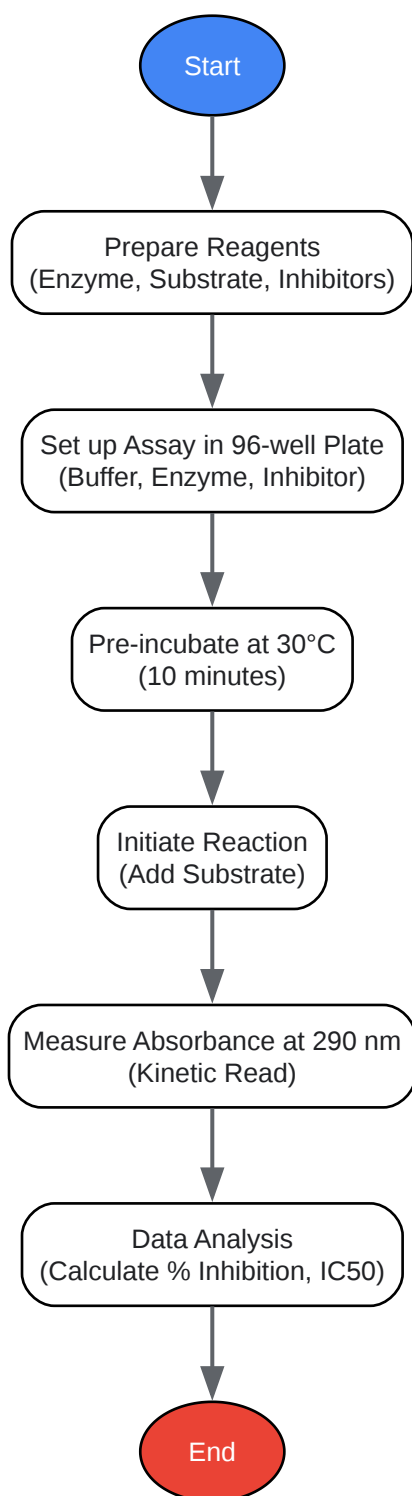 Start
Prepare Reagents
(Enzyme, Substrate, Inhibitors)
Set up Assay in 96-well Plate
(Buffer, Enzyme, Inhibitor)
Pre-incubate at 30°C
(10 minutes)
Initiate Reaction
(Add Substrate)
Measure Absorbance at 290 nm
(Kinetic Read)
Data Analysis
(Calculate % Inhibition, IC50)
End